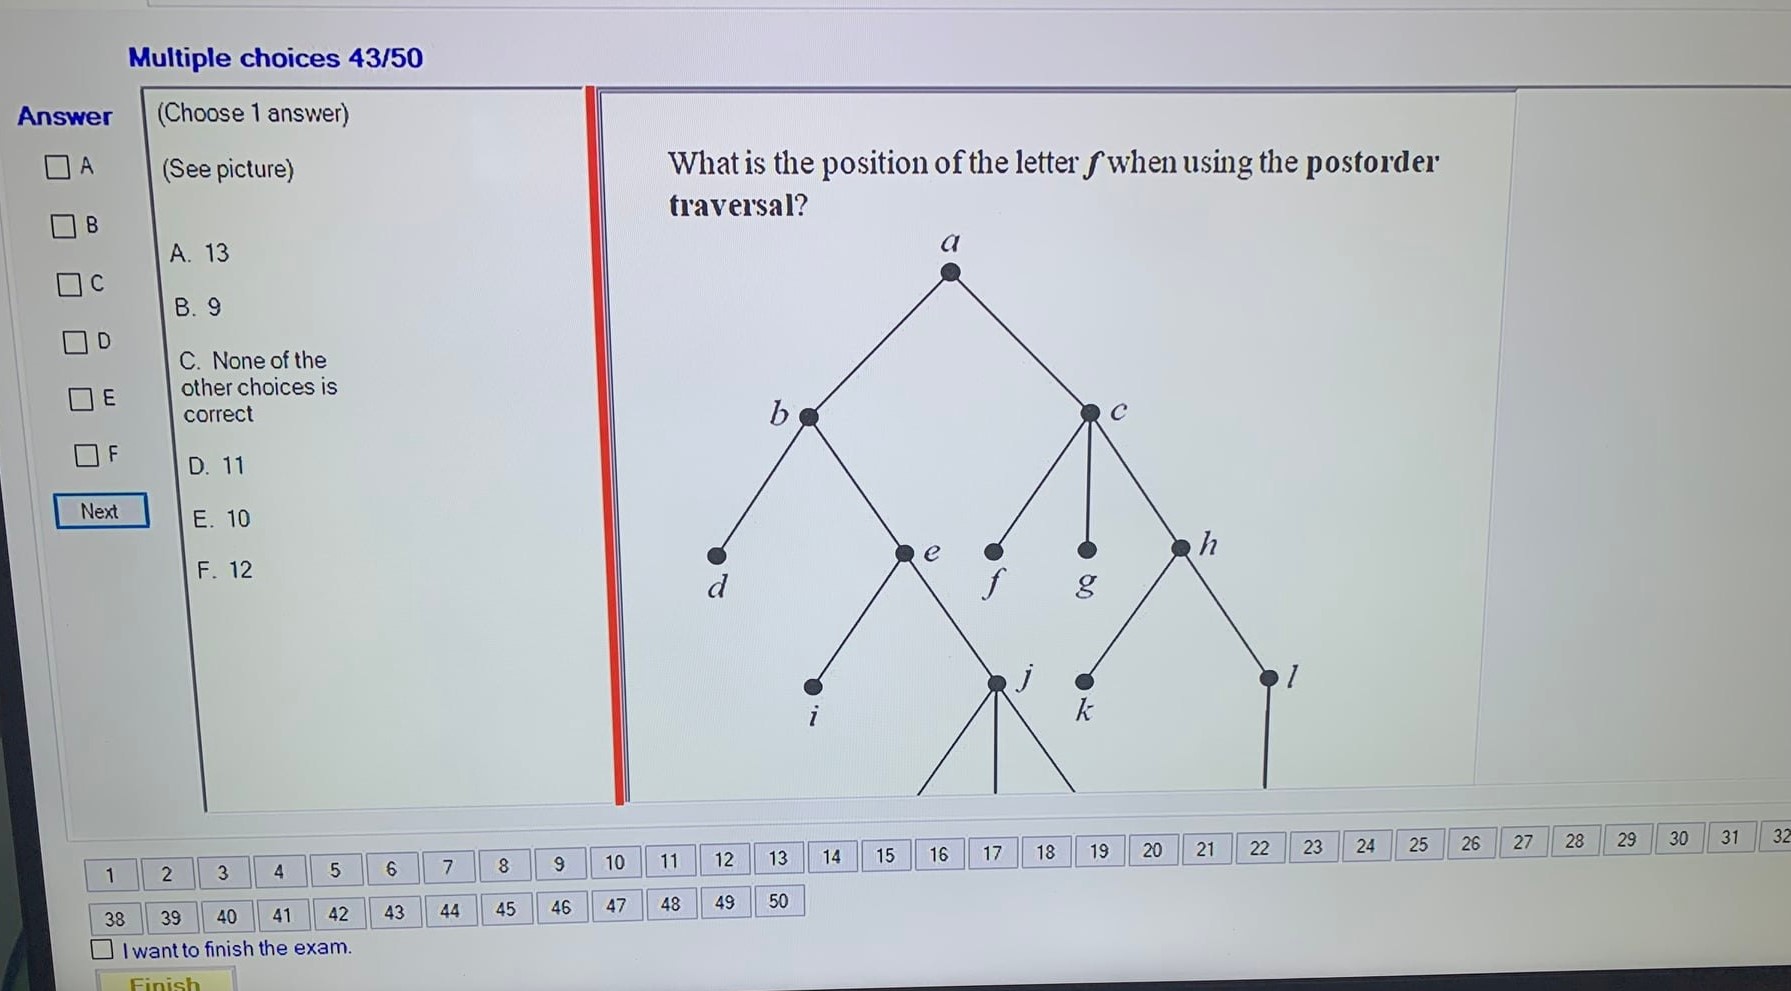 Multiple choices 43/50
Answer
A
B
C
D
E
F
Next
(Choose 1 answer)
(See picture)
A. 13
B. 9
C. None of the
other choices is
correct
D. 11
E. 10
F. 12
What is the position of the letter f when using the postorder
traversal?
a
b
c
d
e
f
g
h
i
j
k
l
1 2 3 4 5 6 7 8 9 10 11 12 13 14 15 16 17 18 19 20 21 22 23 24 25 26 27 28 29 30 31 32
38 39 40 41 42 43 44 45 46 47 48 49 50
I want to finish the exam.
Finish